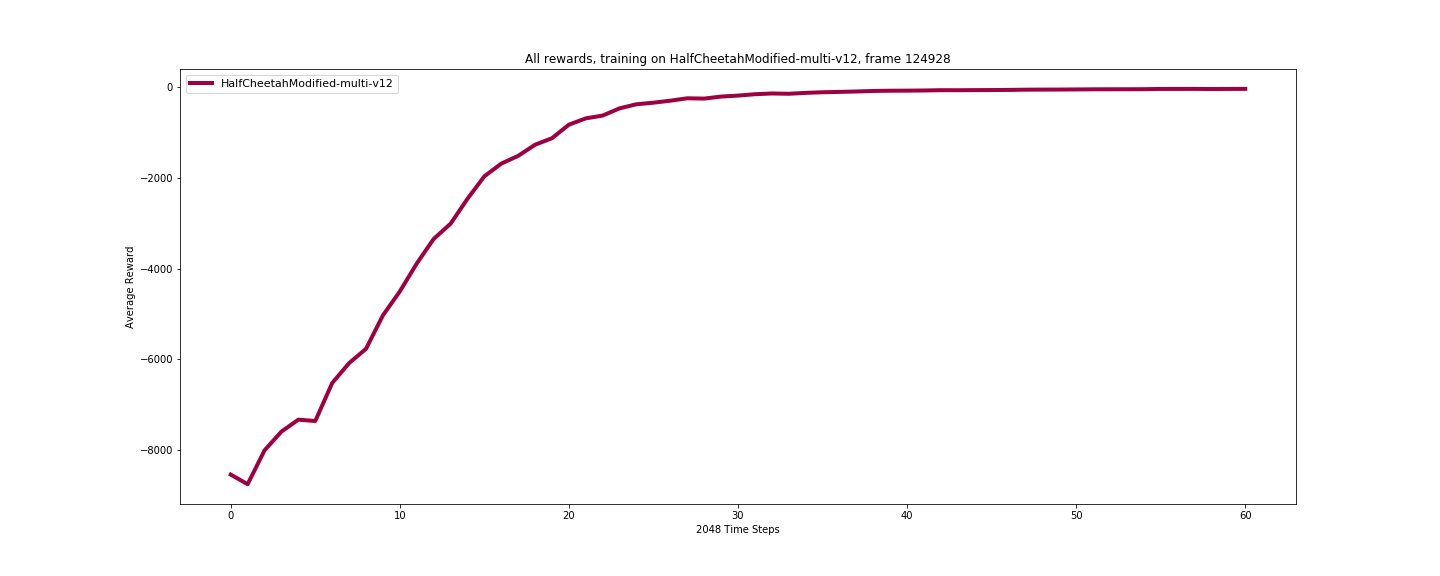 All rewards, training on HalfCheetahModified-multi-v12, frame 124928
HalfCheetahModified-multi-v12
0
−2000
−4000
−6000
−8000
Average Reward
0 10 20 30 40 50 60
2048 Time Steps